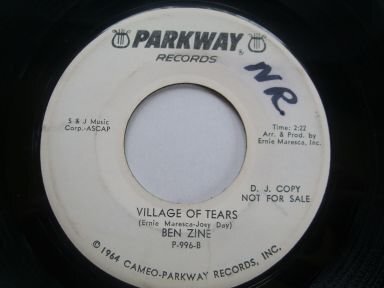 PARKWAY
RECORDS
NR
S & J Music
Corp.-ASCAP
Time: 2:22
Arr. & Prod. by
Ernie Maresca, Inc.
D. J. COPY
NOT FOR SALE
VILLAGE OF TEARS
(Ernie Maresca-Joey Day)
BEN ZINE
P-996-B
© 1964 CAMEO-PARKWAY RECORDS, INC.